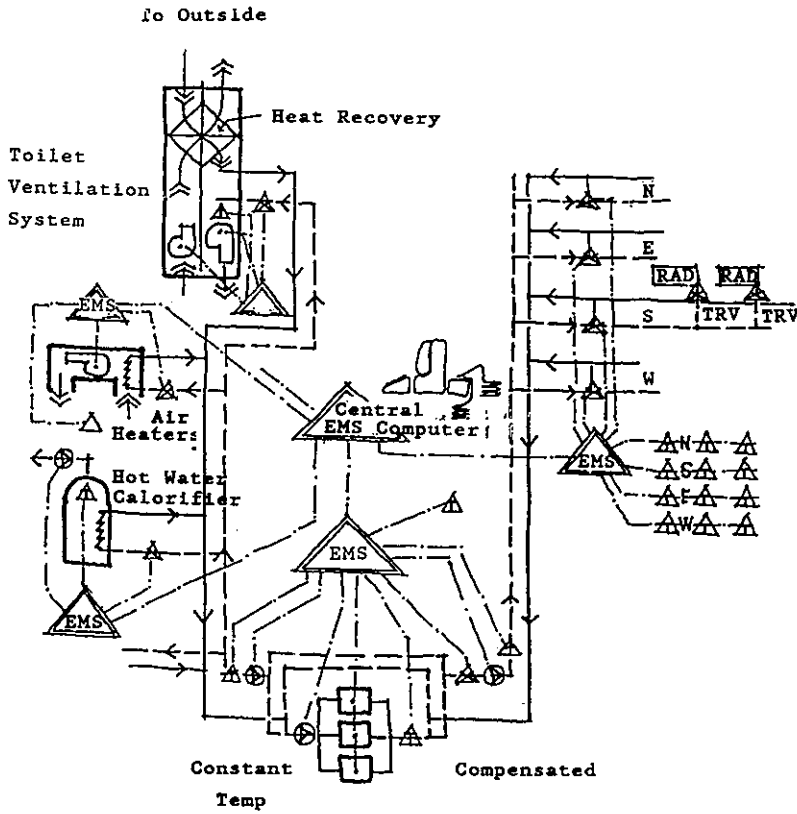 To Outside
Heat Recovery
Toilet
Ventilation
System
N
E
RAD RAD
S TRV TRV
EMS
W
Central
EMS Computer
Air
Heaters
EMS
N
S
E
W
Hot Water
Calorifier
EMS
EMS
Constant
Temp
Compensated